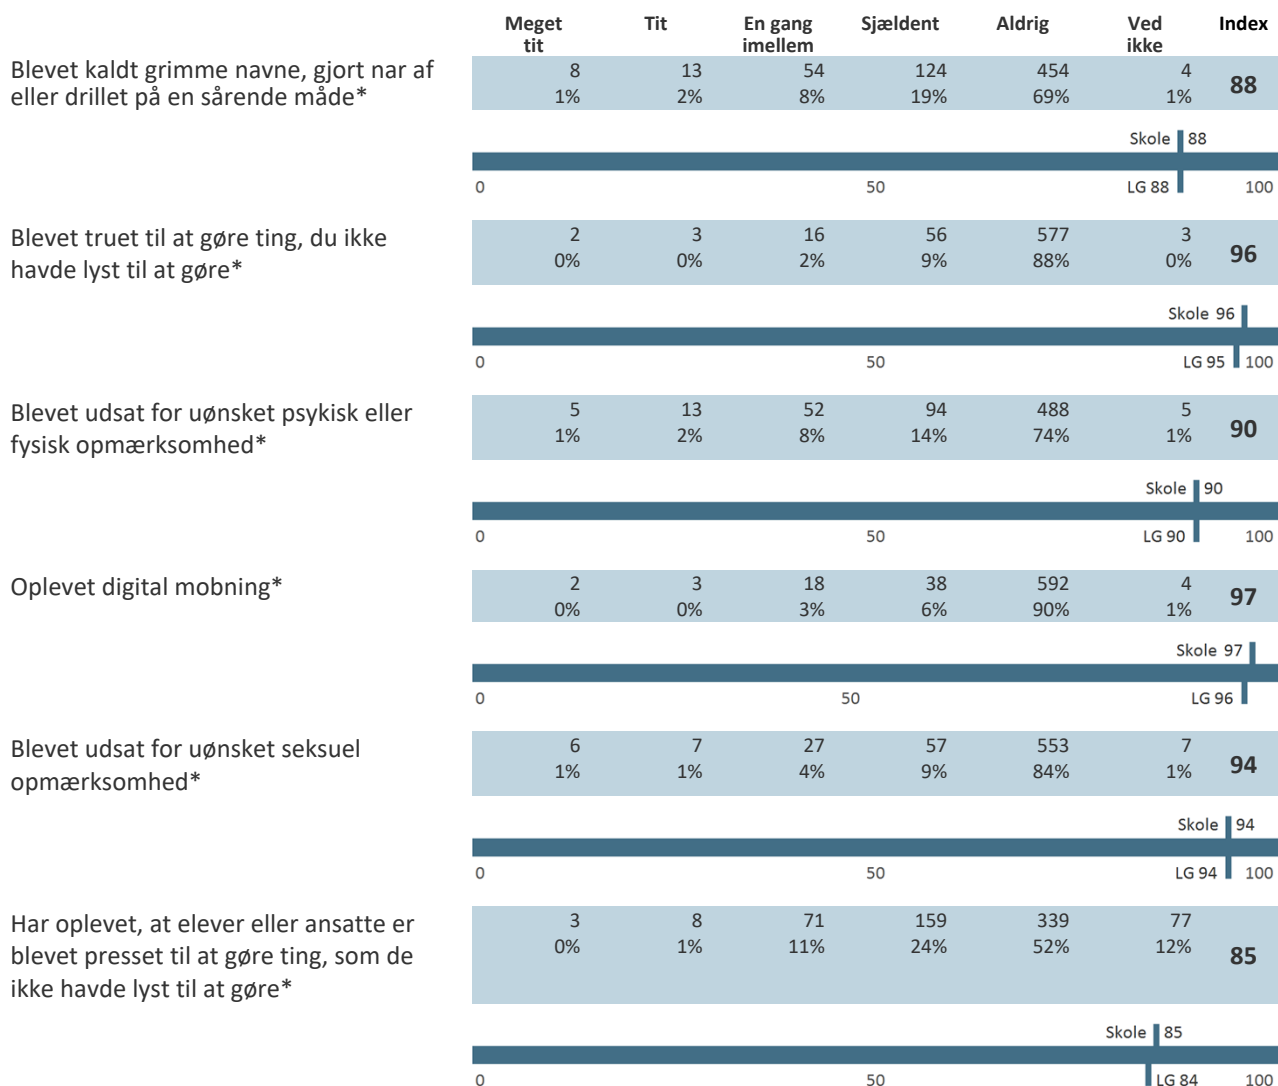 Meget tit Tit En gang imellem Sjældent Aldrig Ved ikke Index
Blevet kaldt grimme navne, gjort nar af
eller drillet på en sårende måde*
8 13 54 124 454 4
1% 2% 8% 19% 69% 1% 88
Skole 88
0 50 LG 88 100
Blevet truet til at gøre ting, du ikke
havde lyst til at gøre*
2 3 16 56 577 3
0% 0% 2% 9% 88% 0% 96
Skole 96
0 50 LG 95 100
Blevet udsat for uønsket psykisk eller
fysisk opmærksomhed*
5 13 52 94 488 5
1% 2% 8% 14% 74% 1% 90
Skole 90
0 50 LG 90 100
Oplevet digital mobning*
2 3 18 38 592 4
0% 0% 3% 6% 90% 1% 97
Skole 97
0 50 LG 96
Blevet udsat for uønsket seksuel
opmærksomhed*
6 7 27 57 553 7
1% 1% 4% 9% 84% 1% 94
Skole 94
0 50 LG 94 100
Har oplevet, at elever eller ansatte er
blevet presset til at gøre ting, som de
ikke havde lyst til at gøre*
3 8 71 159 339 77
0% 1% 11% 24% 52% 12% 85
Skole 85
0 50 LG 84 100